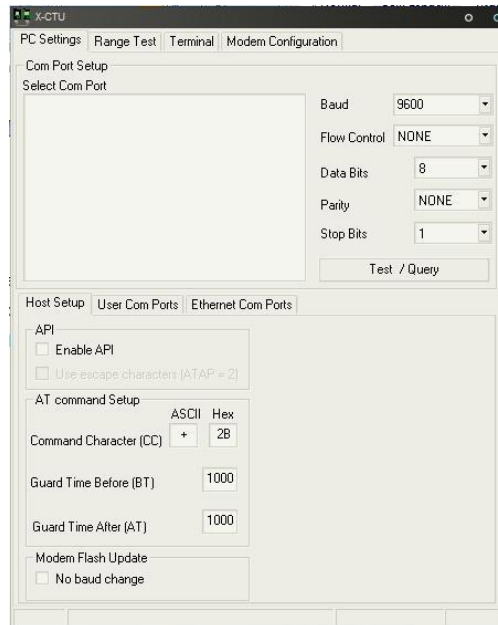 X-CTU
PC Settings Range Test Terminal Modem Configuration
Com Port Setup
Select Com Port
Baud 9600
Flow Control NONE
Data Bits 8
Parity NONE
Stop Bits 1
Test / Query
Host Setup User Com Ports Ethernet Com Ports
API
Enable API
Use escape characters (ATAP = 2)
AT command Setup
ASCII Hex
Command Character (CC) + 2B
Guard Time Before (BT) 1000
Guard Time After (AT) 1000
Modem Flash Update
No baud change